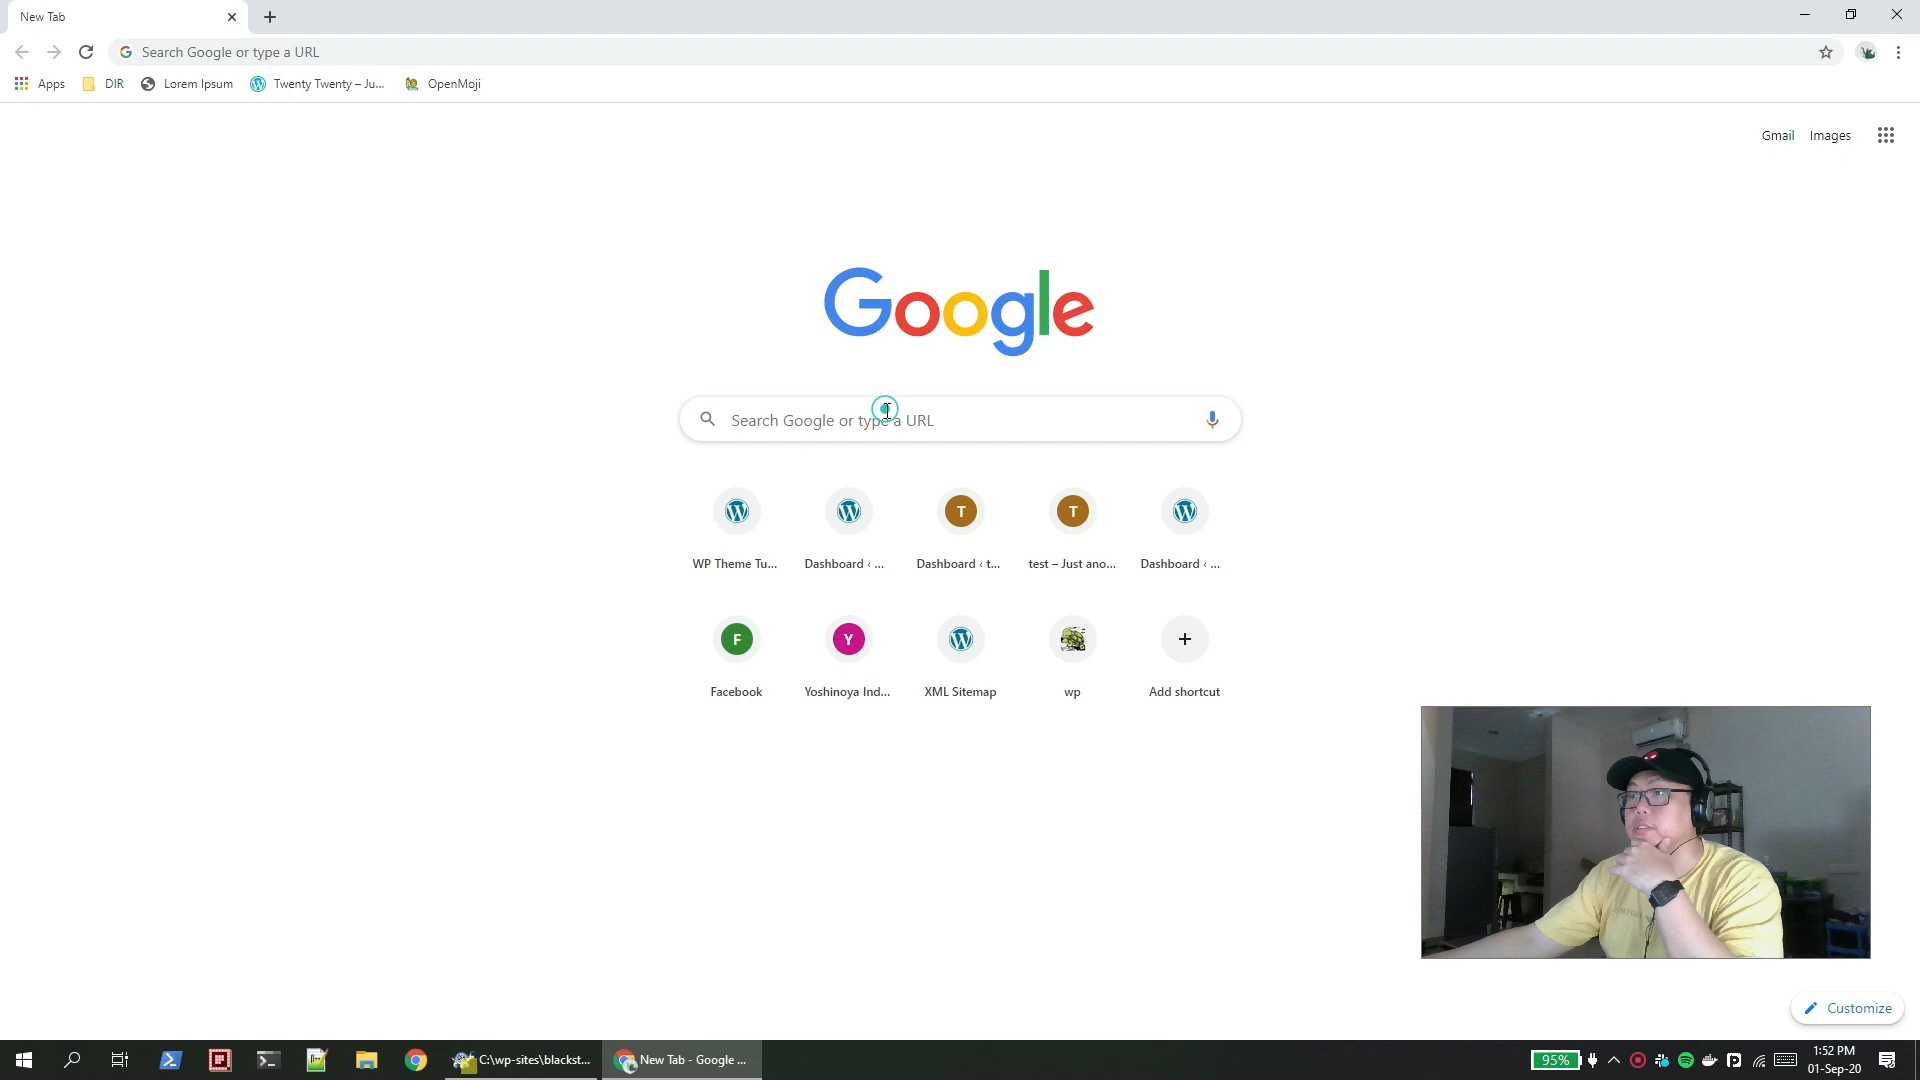 New Tab
Search Google or type a URL
Apps
DIR
Lorem Ipsum
Twenty Twenty – Ju...
OpenMoji
Gmail
Images
Google
Search Google or type a URL
WP Theme Tu...
Dashboard ‹ ...
T
Dashboard ‹ t...
T
test – Just ano...
Dashboard ‹ ...
F
Facebook
Y
Yoshinoya Ind...
XML Sitemap
wp
Add shortcut
Customize
C:\wp-sites\blackst...
New Tab - Google ...
95%
1:52 PM
01-Sep-20